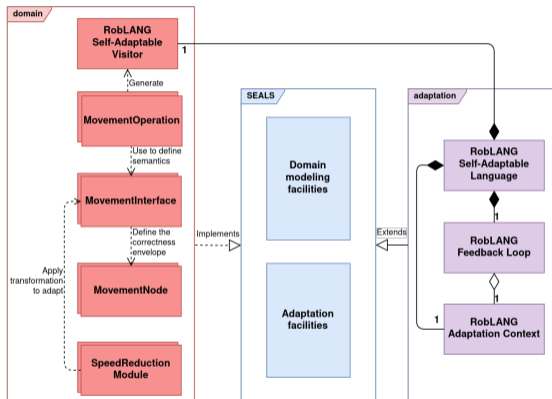 domain
RobLANG
Self-Adaptable
Visitor
1
Generate
MovementOperation
Use to define
semantics
MovementInterface
Define the
correctness
envelope
MovementNode
Apply
transformation
to adapt
SpeedReduction
Module
Implements
SEALS
Domain
modeling
facilities
Adaptation
facilities
Extends
adaptation
RobLANG
Self-Adaptable
Language
1
RobLANG
Feedback Loop
1
1
RobLANG
Adaptation Context